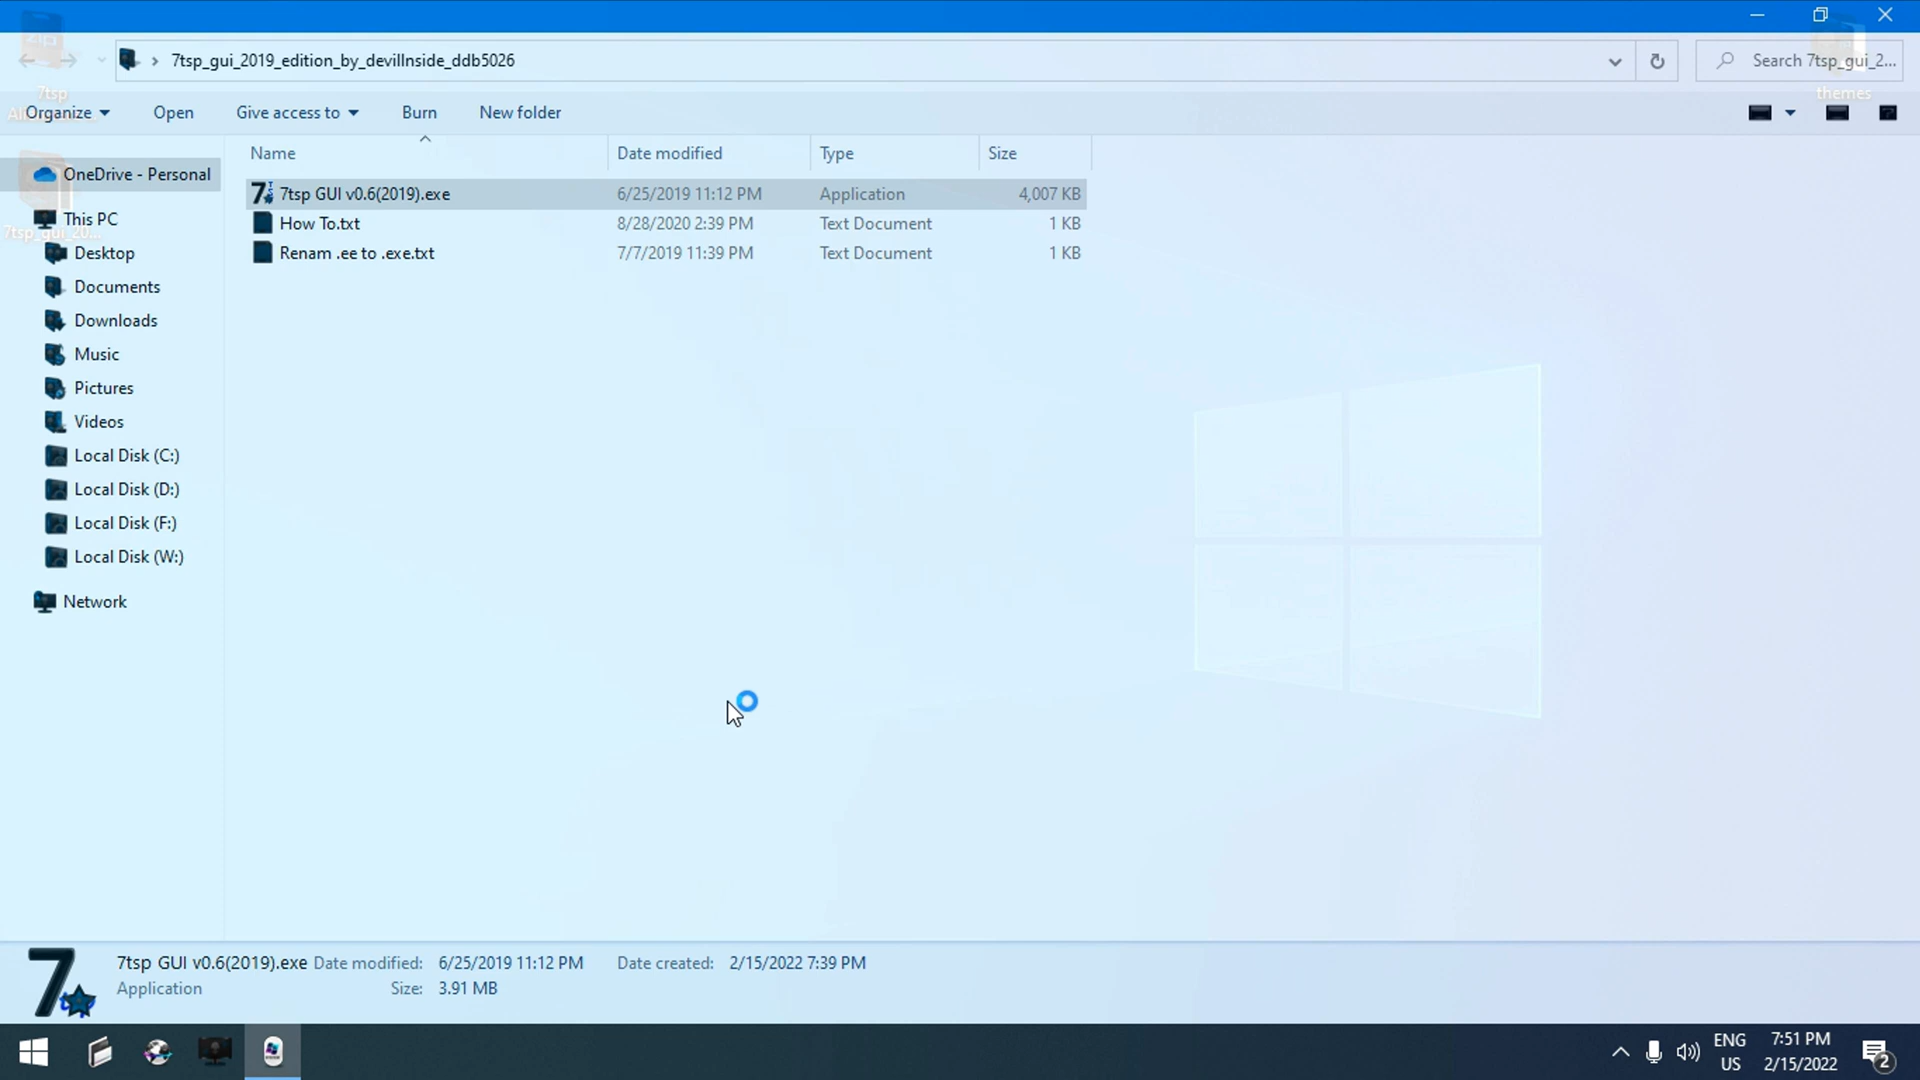 7tsp_gui_2019_edition_by_devilInside_ddb5026
Search 7tsp_gui_2...
7tsp
themes
Organize
Open
Give access to
Burn
New folder
Name
Date modified
Type
Size
OneDrive - Personal
7tsp GUI v0.6(2019).exe 6/25/2019 11:12 PM Application 4,007 KB
How To.txt 8/28/2020 2:39 PM Text Document 1 KB
Renam .ee to .exe.txt 7/7/2019 11:39 PM Text Document 1 KB
This PC
7tsp_gui_20...
Desktop
Documents
Downloads
Music
Pictures
Videos
Local Disk (C:)
Local Disk (D:)
Local Disk (F:)
Local Disk (W:)
Network
7tsp GUI v0.6(2019).exe Date modified: 6/25/2019 11:12 PM Date created: 2/15/2022 7:39 PM
Application Size: 3.91 MB
ENG
US
7:51 PM
2/15/2022
2